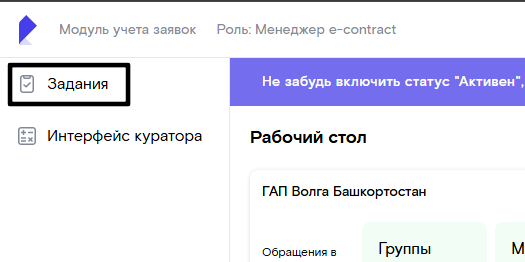 Модуль учета заявок Роль: Менеджер e-contract
Задания
Интерфейс куратора
Не забудь включить статус "Активен",
Рабочий стол
ГАП Волга Башкортостан
Обращения в
Группы